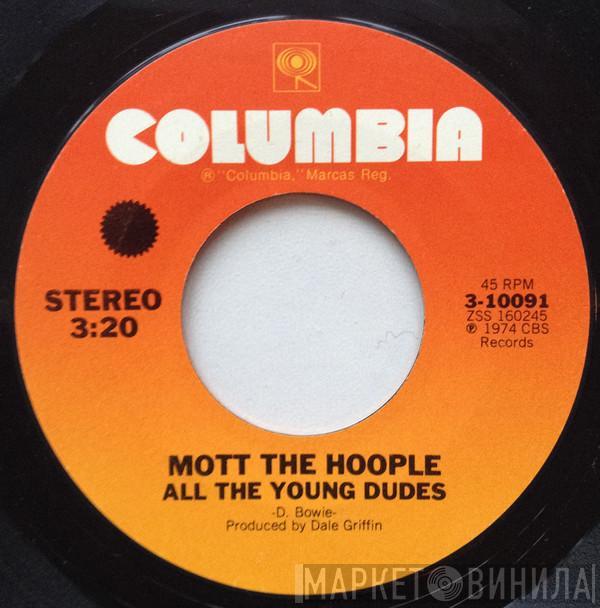 COLUMBIA
® "Columbia," Marcas Reg.
STEREO
3:20
45 RPM
3-10091
ZSS 160245
℗ 1974 CBS
Records
MOTT THE HOOPLE
ALL THE YOUNG DUDES
-D. Bowie-
Produced by Dale Griffin
МАРКЕТ ВИНИЛА